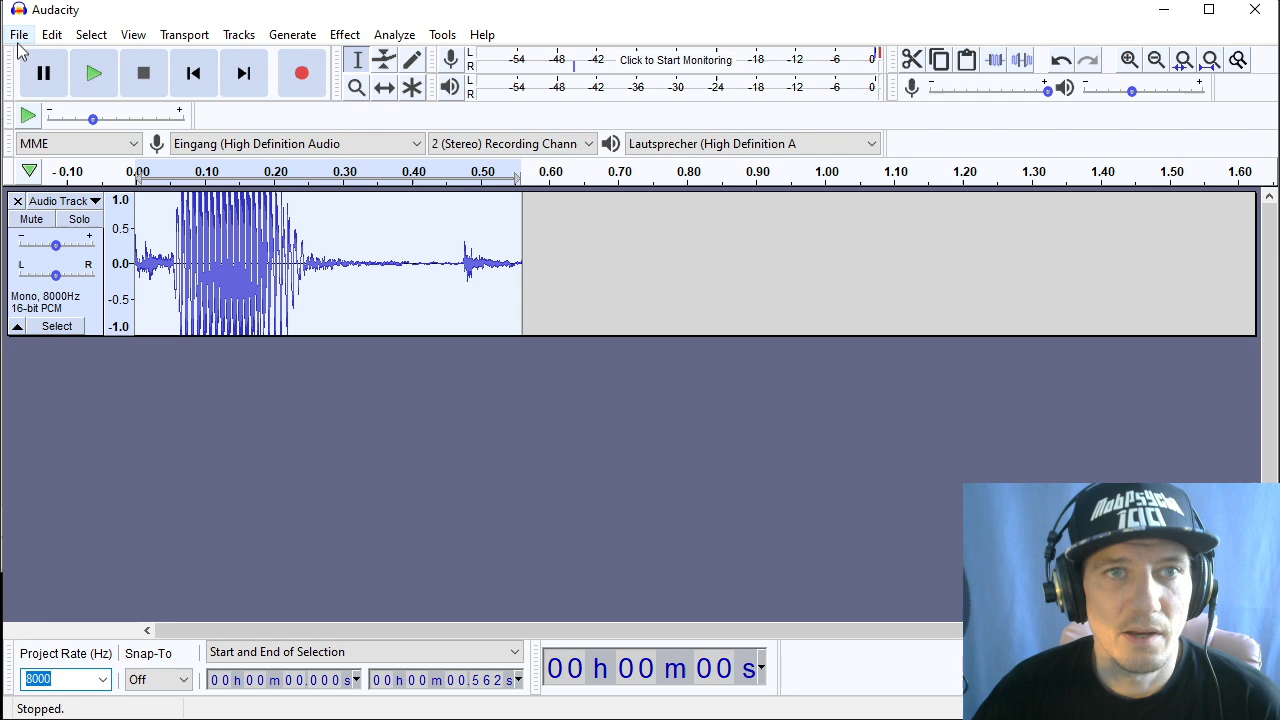 Audacity
File Edit Select View Transport Tracks Generate Effect Analyze Tools Help
L R -54 -48 -42 Click to Start Monitoring -18 -12 -6 0
L R -54 -48 -42 -36 -30 -24 -18 -12 -6 0
MME Eingang (High Definition Audio 2 (Stereo) Recording Chann Lautsprecher (High Definition A
-0.10 0.00 0.10 0.20 0.30 0.40 0.50 0.60 0.70 0.80 0.90 1.00 1.10 1.20 1.30 1.40 1.50 1.60
Audio Track
Mute Solo
L R
Mono, 8000Hz
16-bit PCM
Select
1.0
0.5
0.0
-0.5
-1.0
MobPsycho
100
Project Rate (Hz) Snap-To Start and End of Selection
8000 Off 00 h 00 m 00.000 s 00 h 00 m 00.562 s 00 h 00 m 00 s
Stopped.